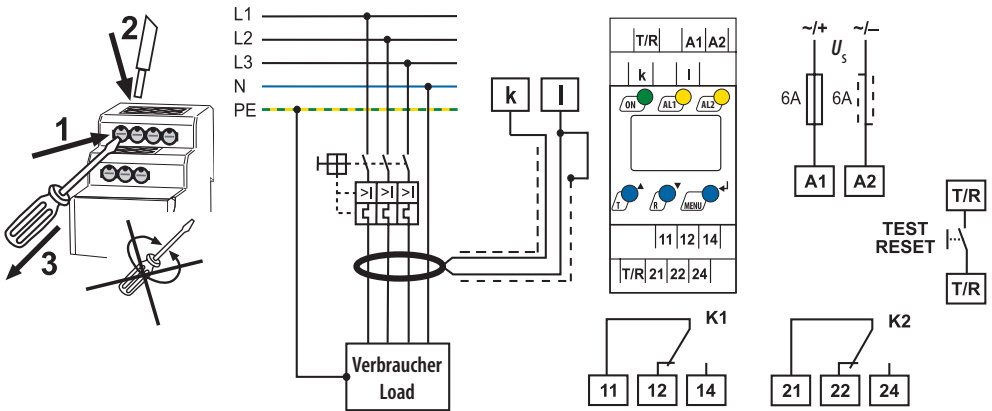 2
1
3
L1
L2
L3
N
PE
I> I> I>
Verbraucher
Load
k l
T/R A1 A2
k l
ON AL1 AL2
T R MENU
11 12 14
T/R 21 22 24
K1
11 12 14
~/+ ~/–
Us
6A 6A
A1 A2
T/R
TEST
RESET
T/R
K2
21 22 24